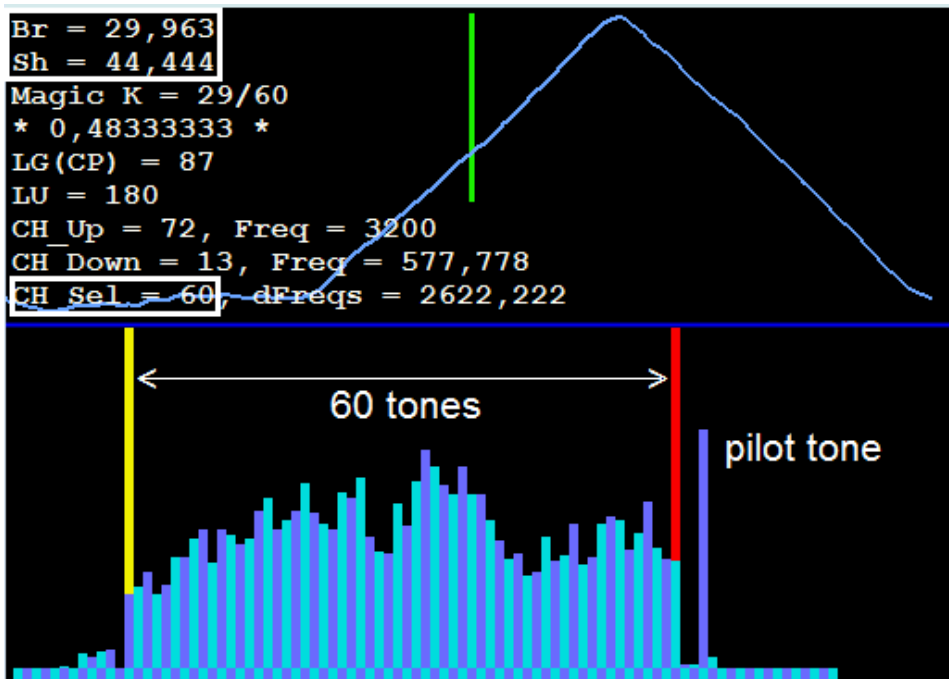 Br = 29,963
Sh = 44,444
Magic K = 29/60
* 0,48333333 *
LG(CP) = 87
LU = 180
CH_Up = 72, Freq = 3200
CH_Down = 13, Freq = 577,778
CH_Sel = 60, dFreqs = 2622,222
60 tones
pilot tone